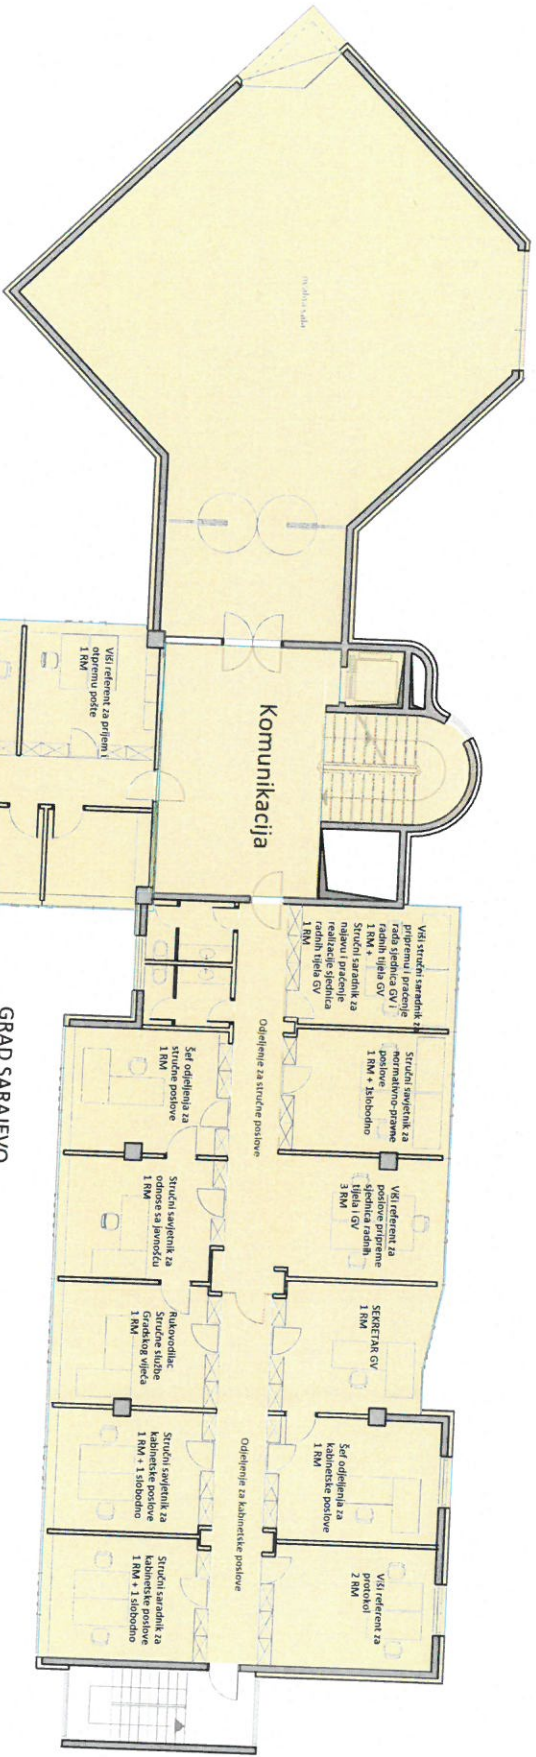 Komunikacija
Viši referent za prijem i
otpremu pošte
1 RM
Viši stručni saradnik za
pripremu i praćenje
rada sjednica GV i
radnih tijela GV
1 RM +
Stručni saradnik za
najavu i praćenje
realizacije sjednica
radnih tijela GV
1 RM
Stručni savjetnik za
normativno-pravne
poslove
1 RM + 1slobodno
Viši referent za
poslove pripreme
sjednica radnih
tijela i GV
3 RM
SEKRETAR GV
1 RM
Šef odjeljenja za
kabinetske poslove
1 RM
Viši referent za
protokol
2 RM
Odjeljenje za stručne poslove
Odjeljenje za kabinetske poslove
Šef odjeljenja za
stručne poslove
1 RM
Stručni savjetnik za
odnose sa javnošću
1 RM
Rukovodilac
Stručne službe
Gradskog vijeća
1 RM
Stručni savjetnik za
kabinetske poslove
1 RM + 1 slobodno
Stručni saradnik za
kabinetske poslove
1 RM + 1 slobodno
GRAD SARAJEVO